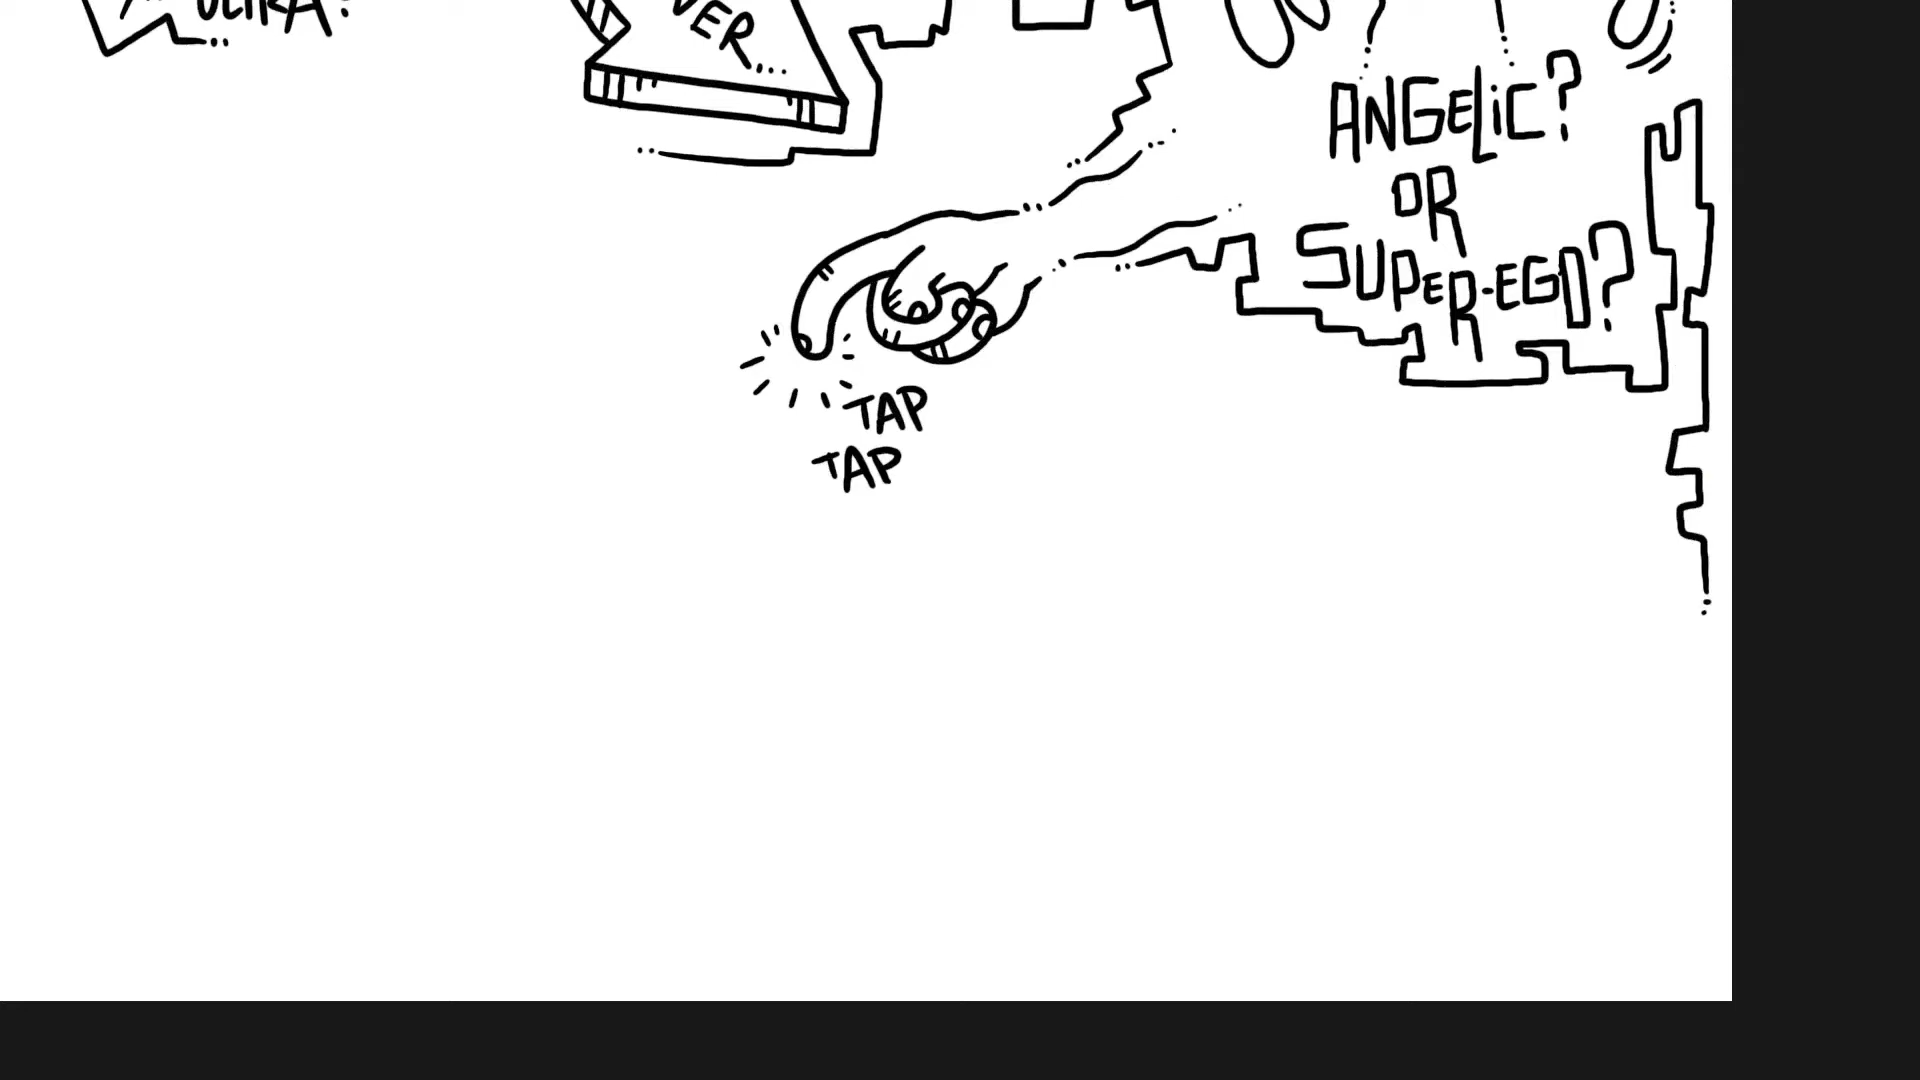 VER...
ANGELIC?
OR
SUPER-EGO?
TAP
TAP